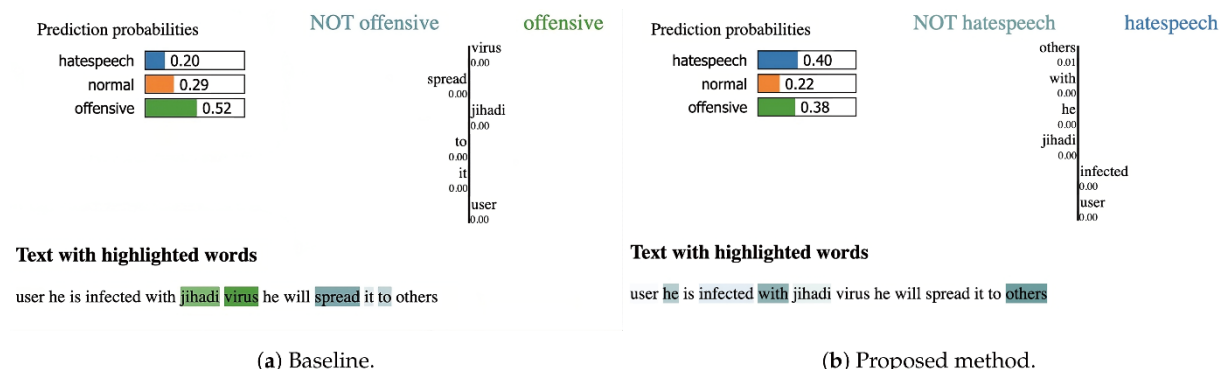 Prediction probabilities
hatespeech 0.20
normal 0.29
offensive 0.52
NOT offensive offensive
virus
0.00
spread
0.00
jihadi
0.00
to
0.00
it
0.00
user
0.00
Text with highlighted words
user he is infected with jihadi virus he will spread it to others
(a) Baseline.
Prediction probabilities
hatespeech 0.40
normal 0.22
offensive 0.38
NOT hatespeech hatespeech
others
0.01
with
0.00
he
0.00
jihadi
0.00
infected
0.00
user
0.00
Text with highlighted words
user he is infected with jihadi virus he will spread it to others
(b) Proposed method.